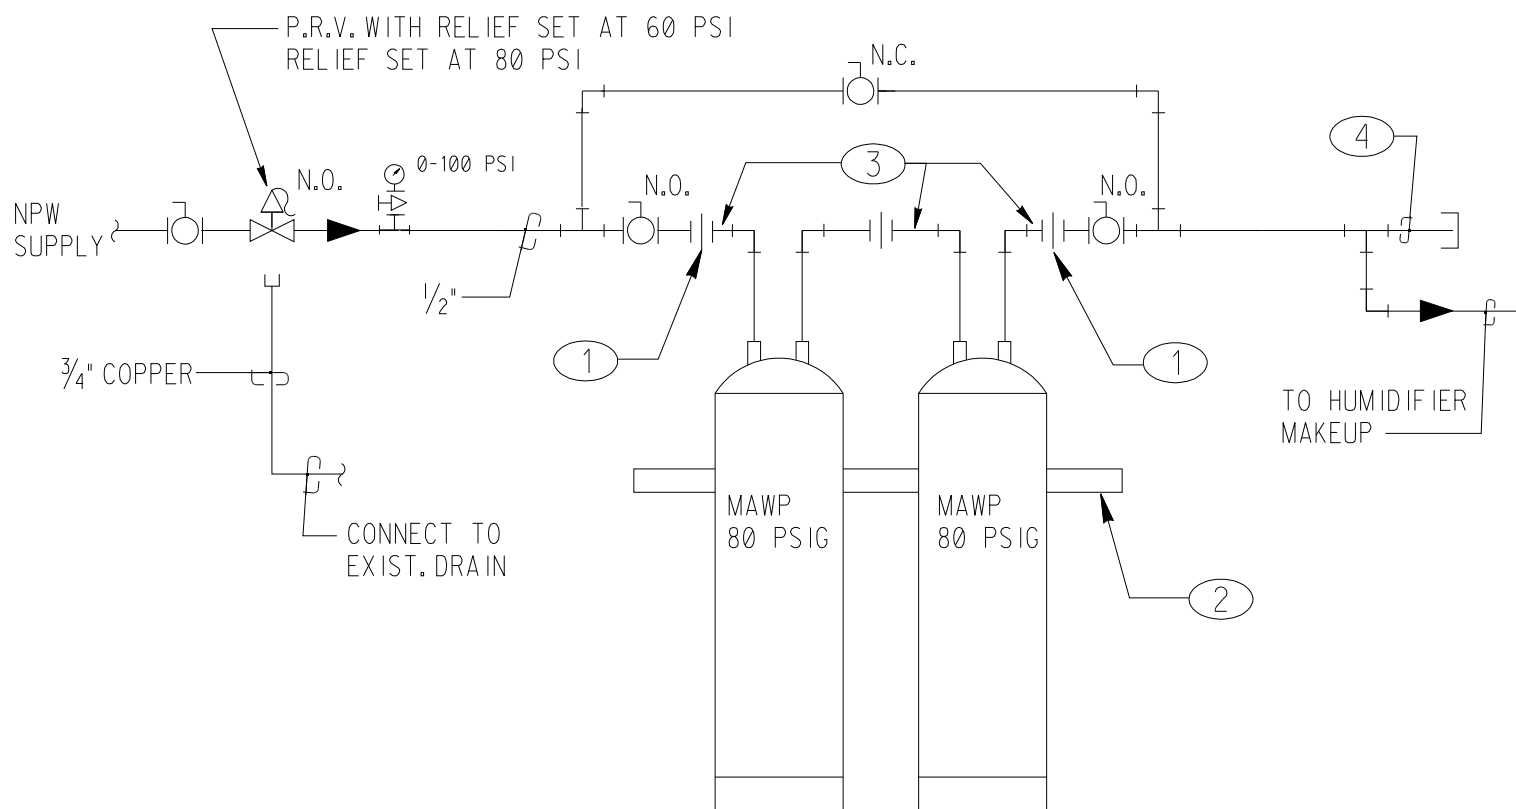 P.R.V. WITH RELIEF SET AT 60 PSI
RELIEF SET AT 80 PSI
N.C.
4
0-100 PSI
3
N.O.
N.O.
N.O.
NPW
SUPPLY
1/2"
1
1
3/4" COPPER
TO HUMIDIFIER
MAKEUP
MAWP
80 PSIG
MAWP
80 PSIG
CONNECT TO
EXIST. DRAIN
2